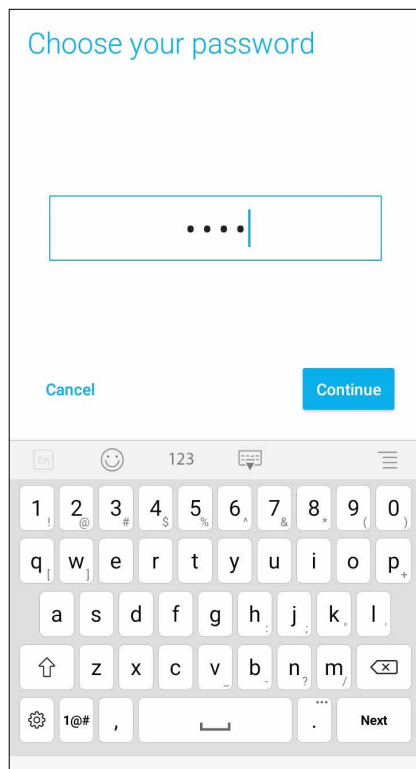 Choose your password
••••
Cancel Continue
En 123
1 ! 2 @ 3 # 4 $ 5 % 6 ^ 7 & 8 * 9 ( 0 )
q [ w ] e r t y u i o p +
a s d f g h : j ; k " l '
z x c v _ b - n ? m /
1@# , . Next